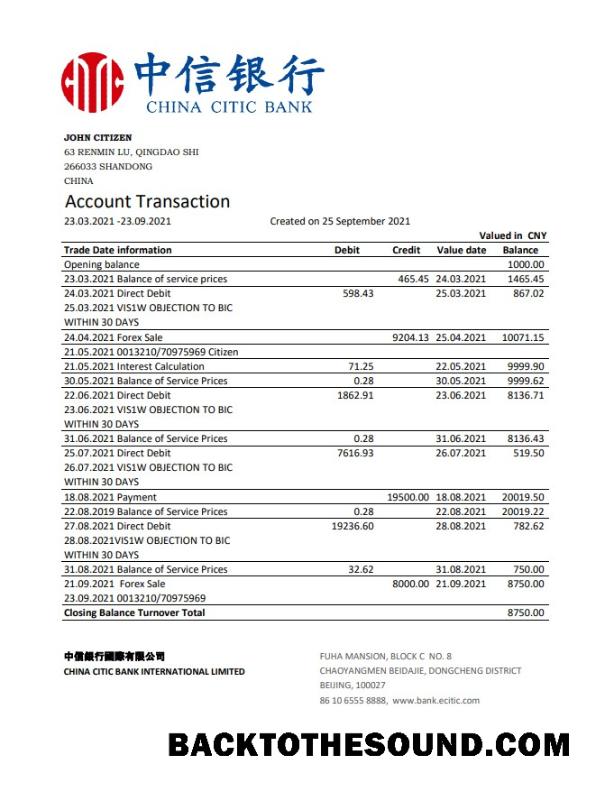 中信银行
CHINA CITIC BANK
JOHN CITIZEN
63 RENMIN LU, QINGDAO SHI
266033 SHANDONG
CHINA
Account Transaction
23.03.2021 -23.09.2021 Created on 25 September 2021
Valued in CNY
Trade Date information Debit Credit Value date Balance
Opening balance 1000.00
23.03.2021 Balance of service prices 465.45 24.03.2021 1465.45
24.03.2021 Direct Debit 598.43 25.03.2021 867.02
25.03.2021 VIS1W OBJECTION TO BIC
WITHIN 30 DAYS
24.04.2021 Forex Sale 9204.13 25.04.2021 10071.15
21.05.2021 0013210/70975969 Citizen
21.05.2021 Interest Calculation 71.25 22.05.2021 9999.90
30.05.2021 Balance of Service Prices 0.28 30.05.2021 9999.62
22.06.2021 Direct Debit 1862.91 23.06.2021 8136.71
23.06.2021 VIS1W OBJECTION TO BIC
WITHIN 30 DAYS
31.06.2021 Balance of Service Prices 0.28 31.06.2021 8136.43
25.07.2021 Direct Debit 7616.93 26.07.2021 519.50
26.07.2021 VIS1W OBJECTION TO BIC
WITHIN 30 DAYS
18.08.2021 Payment 19500.00 18.08.2021 20019.50
22.08.2019 Balance of Service Prices 0.28 22.08.2021 20019.22
27.08.2021 Direct Debit 19236.60 28.08.2021 782.62
28.08.2021VIS1W OBJECTION TO BIC
WITHIN 30 DAYS
31.08.2021 Balance of Service Prices 32.62 31.08.2021 750.00
21.09.2021 Forex Sale 8000.00 21.09.2021 8750.00
23.09.2021 0013210/70975969
Closing Balance Turnover Total 8750.00
中信銀行國際有限公司 FUHA MANSION, BLOCK C NO. 8
CHINA CITIC BANK INTERNATIONAL LIMITED CHAOYANGMEN BEIDAJIE, DONGCHENG DISTRICT
BEIJING, 100027
86 10 6555 8888, www.bank.ecitic.com
BACKTOTHESOUND.COM